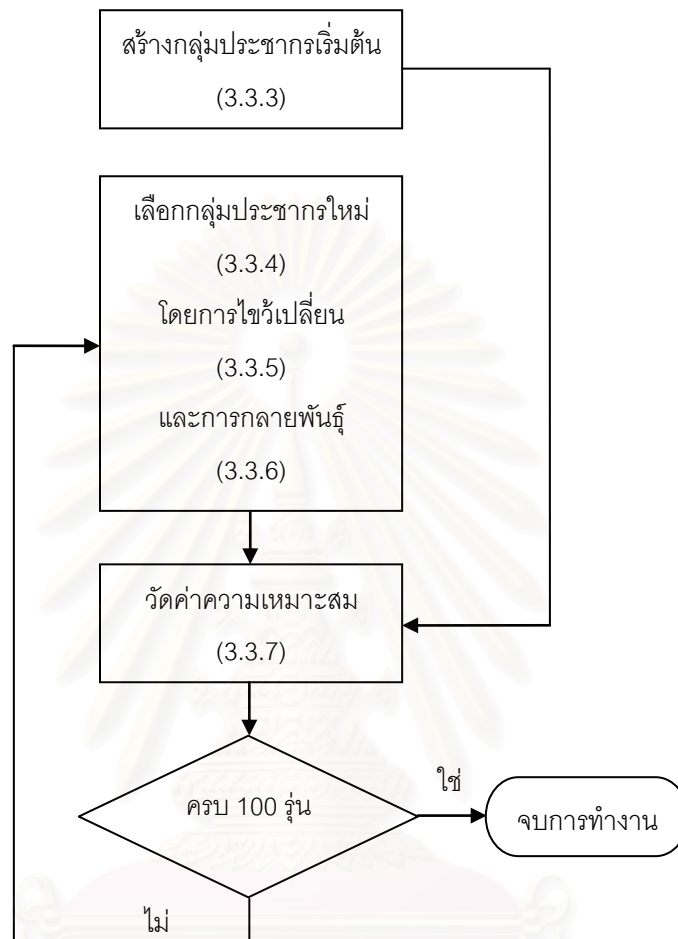 สร้างกลุ่มประชากรเริ่มต้น
(3.3.3)
เลือกกลุ่มประชากรใหม่
(3.3.4)
โดยการไขว้เปลี่ยน
(3.3.5)
และการกลายพันธุ์
(3.3.6)
วัดค่าความเหมาะสม
(3.3.7)
ครบ 100 รุ่น
ใช่
จบการทำงาน
ไม่